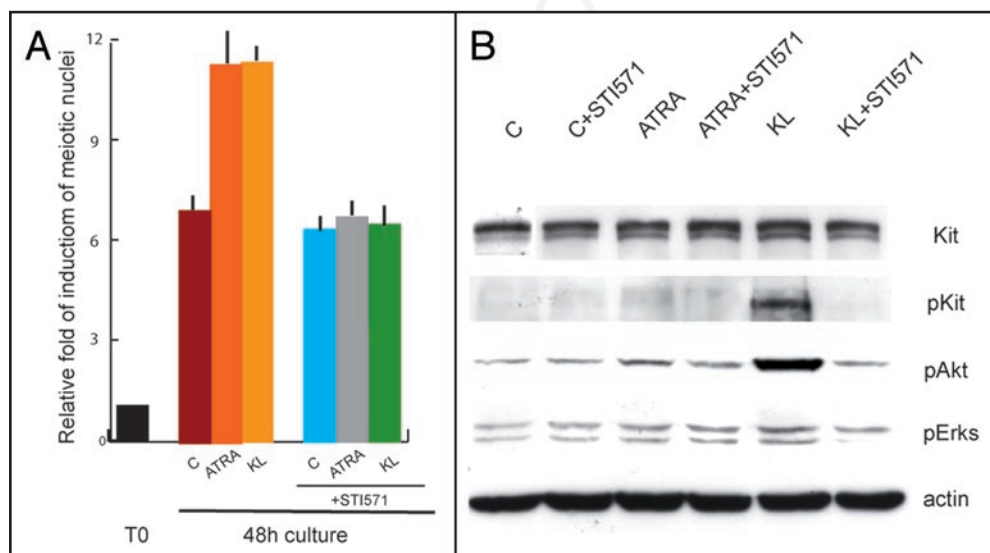 A
Relative fold of induction of meiotic nuclei
12
9
6
3
0
C
ATRA
KL
C
ATRA
KL
+STI571
T0
48h culture
B
C
C+STI571
ATRA
ATRA+STI571
KL
KL+STI571
Kit
pKit
pAkt
pErks
actin